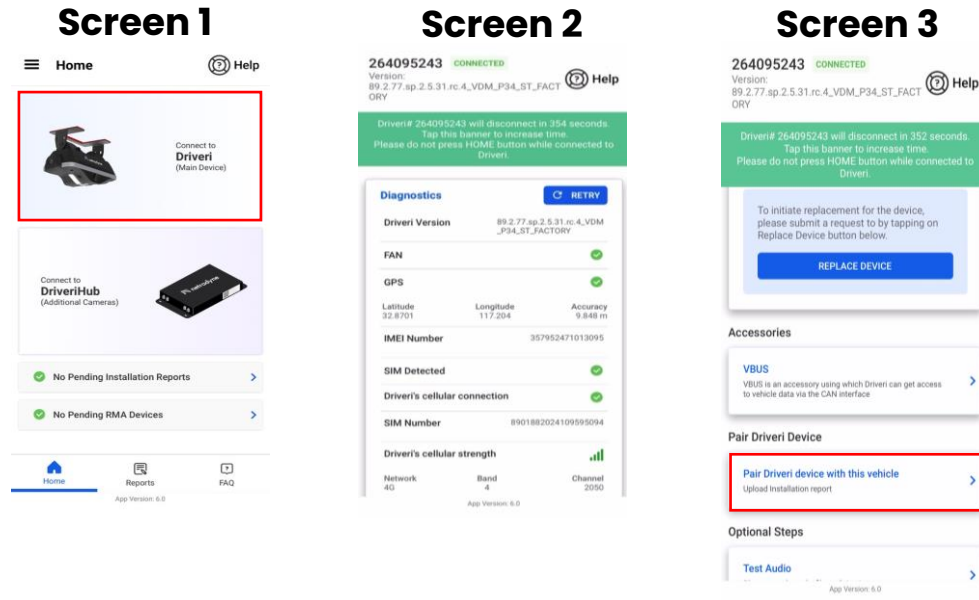 Screen 1
Home
Help
Connect to
Driveri
(Main Device)
Connect to
DriveriHub
(Additional Cameras)
netradyne
No Pending Installation Reports
No Pending RMA Devices
Home
Reports
FAQ
App Version: 6.0
Screen 2
264095243 CONNECTED
Version:
89.2.77.sp.2.5.31.rc.4_VDM_P34_ST_FACT
ORY
Help
Driveri# 264095243 will disconnect in 354 seconds.
Tap this banner to increase time.
Please do not press HOME button while connected to
Driveri.
Diagnostics
RETRY
Driveri Version
89.2.77.sp.2.5.31.rc.4_VDM
_P34_ST_FACTORY
FAN
GPS
Latitude Longitude Accuracy
32.8701 117.204 9.848 m
IMEI Number 357952471013095
SIM Detected
Driveri's cellular connection
SIM Number 8901882024109595094
Driveri's cellular strength
Network Band Channel
4G 4 2050
App Version: 6.0
Screen 3
264095243 CONNECTED
Version:
89.2.77.sp.2.5.31.rc.4_VDM_P34_ST_FACT
ORY
Help
Driveri# 264095243 will disconnect in 352 seconds.
Tap this banner to increase time.
Please do not press HOME button while connected to
Driveri.
To initiate replacement for the device,
please submit a request to by tapping on
Replace Device button below.
REPLACE DEVICE
Accessories
VBUS
VBUS is an accessory using which Driveri can get access
to vehicle data via the CAN interface
Pair Driveri Device
Pair Driveri device with this vehicle
Upload Installation report
Optional Steps
Test Audio
App Version: 6.0